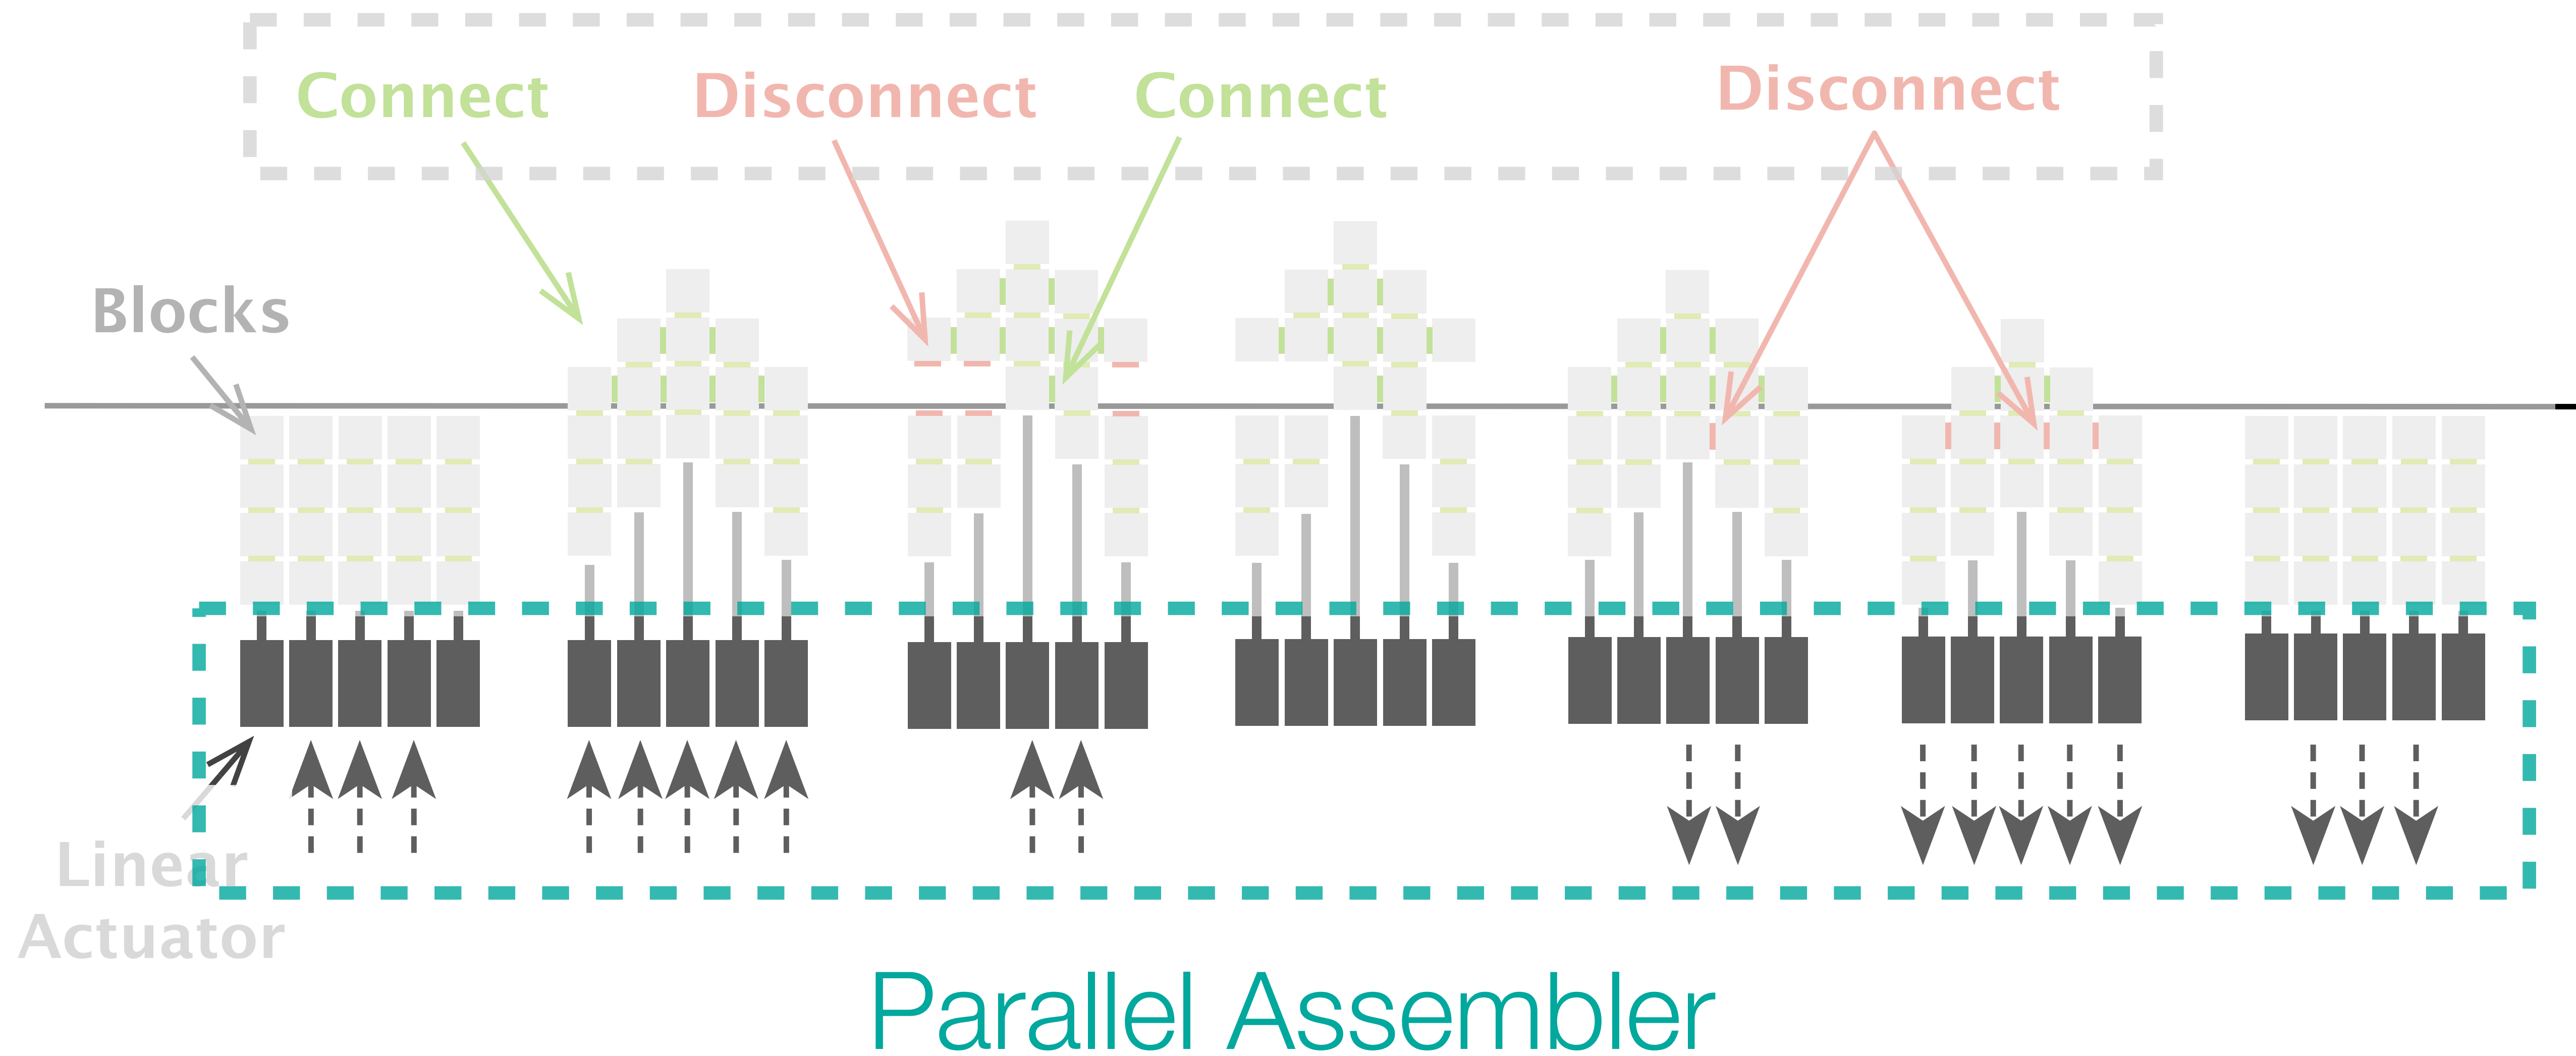 Connect
Disconnect
Connect
Disconnect
Blocks
Linear
Actuator
Parallel Assembler